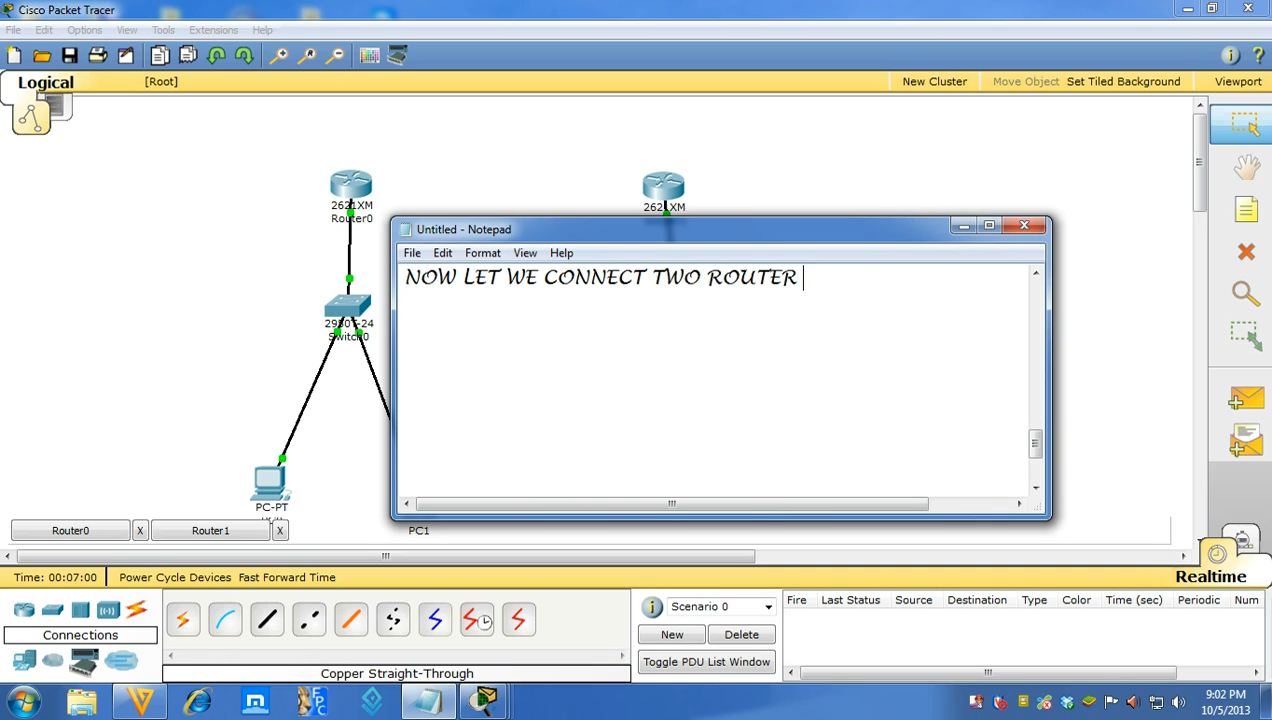 Cisco Packet Tracer
File Edit Options View Tools Extensions Help
Logical [Root] New Cluster Move Object Set Tiled Background Viewport
2621XM
Router0
2621XM
Untitled - Notepad
File Edit Format View Help
NOW LET WE CONNECT TWO ROUTER
2950T-24
Switch0
PC-PT
Router0 X Router1 X PC1
Time: 00:07:00 Power Cycle Devices Fast Forward Time Realtime
Scenario 0
Fire Last Status Source Destination Type Color Time (sec) Periodic Num
Connections
New Delete
Toggle PDU List Window
Copper Straight-Through
9:02 PM
10/5/2013